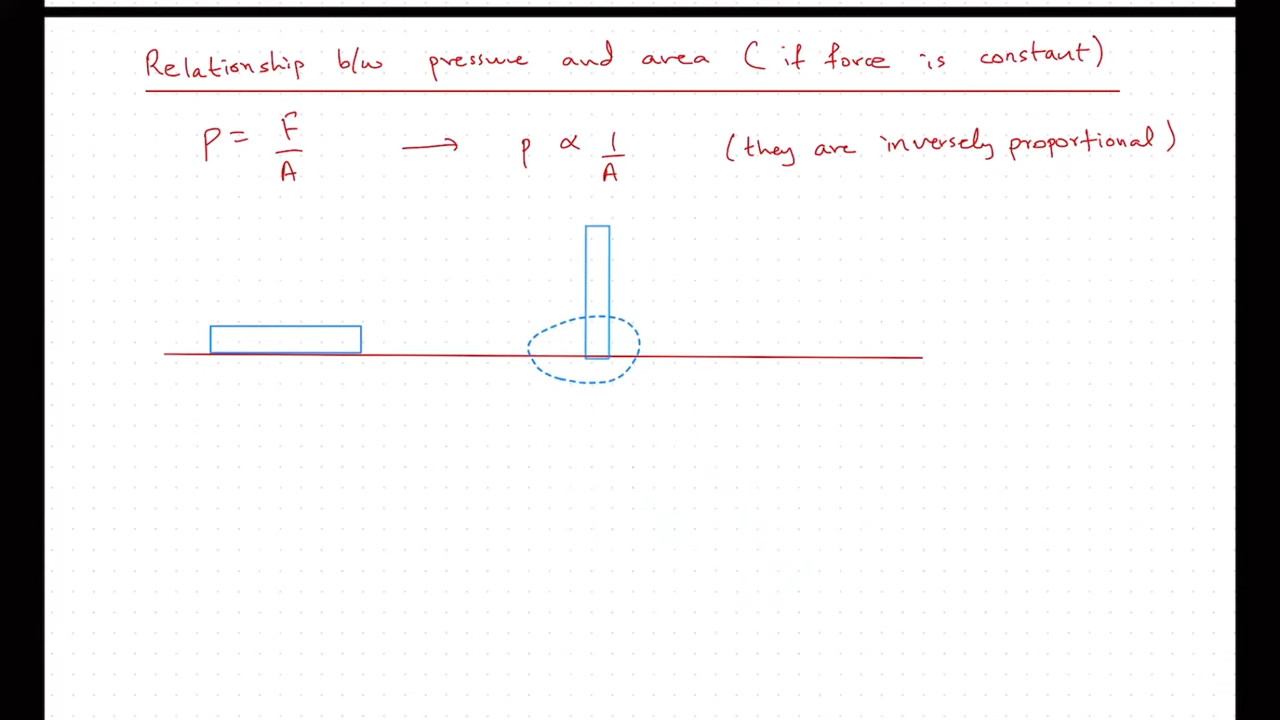 Relationship b/w pressure and area (if force is constant)
P = F/A → p ∝ 1/A (they are inversely proportional)